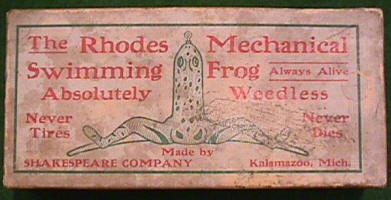 The Rhodes Mechanical
Swimming Frog Always Alive
Absolutely Weedless
Never Tires
Never Dies
Made by
SHAKESPEARE COMPANY Kalamazoo, Mich.